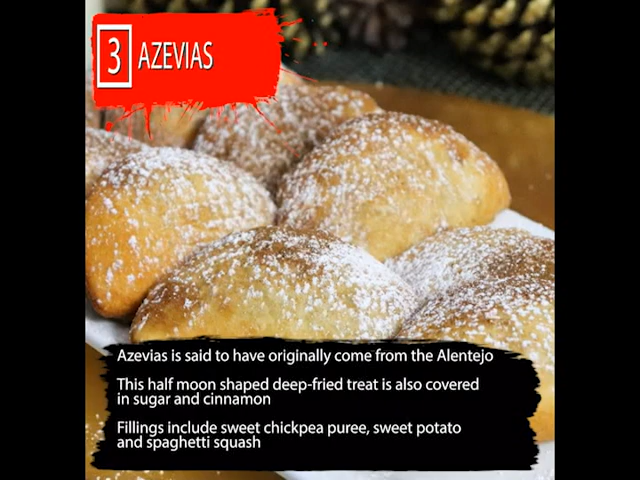 3 AZEVIAS
Azevias is said to have originally come from the Alentejo
This half moon shaped deep-fried treat is also covered
in sugar and cinnamon
Fillings include sweet chickpea puree, sweet potato
and spaghetti squash